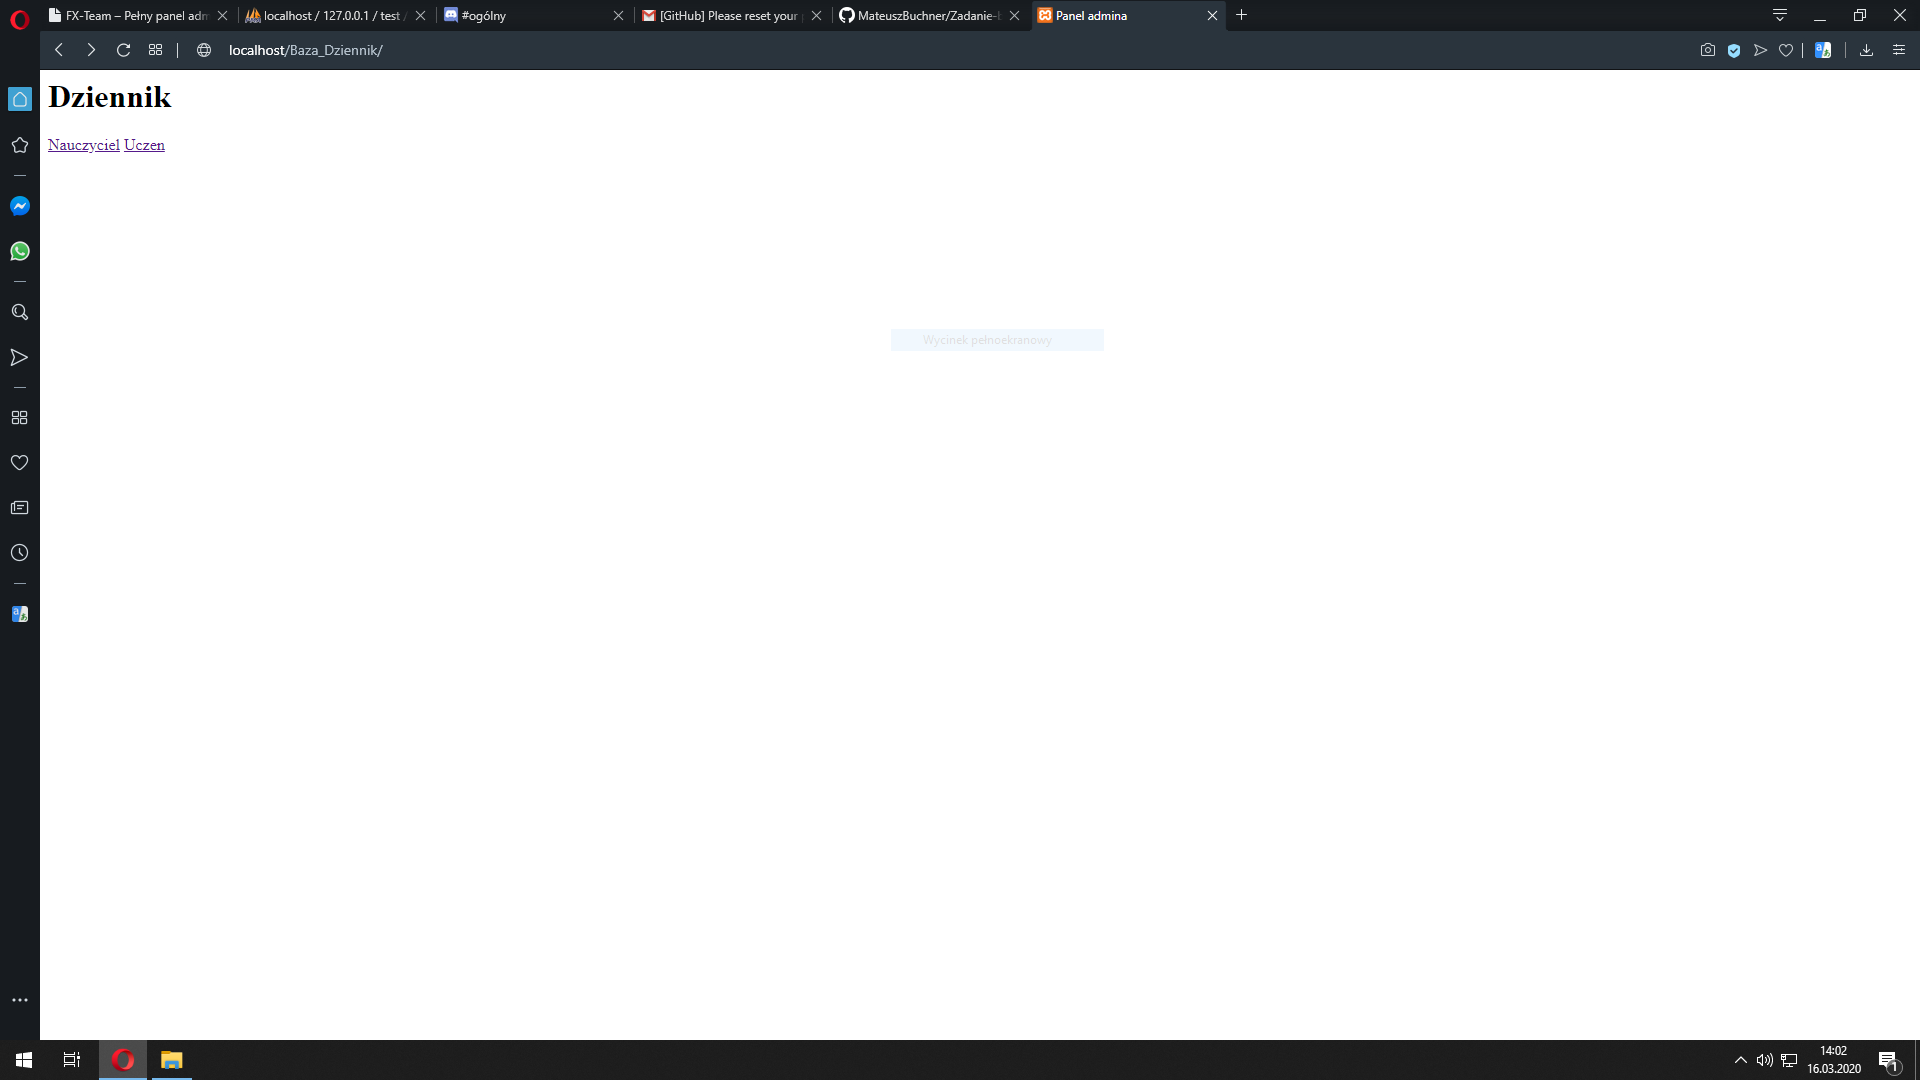 FX-Team – Pełny panel adm
localhost / 127.0.0.1 / test /
#ogólny
[GitHub] Please reset your p
MateuszBuchner/Zadanie-b
Panel admina
localhost/Baza_Dziennik/
Dziennik
Nauczyciel Uczen
Wycinek pełnoekranowy
14:02
16.03.2020
1